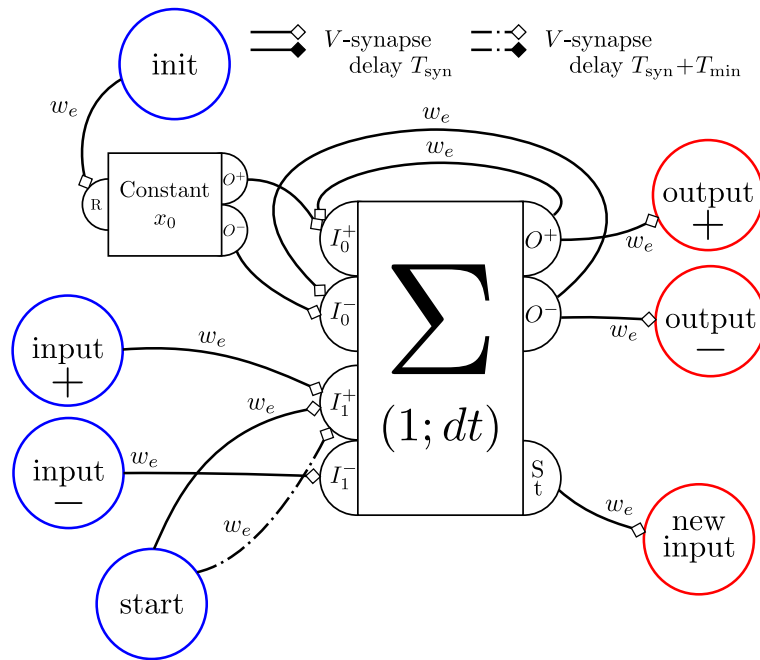 init
V-synapse
delay T_syn
V-synapse
delay T_syn+T_min
w_e
w_e
w_e
R
Constant
x_0
O^+
O^-
I_0^+
I_0^-
I_1^+
I_1^-
∑
(1; dt)
O^+
O^-
S
t
w_e
output
+
w_e
output
−
input
+
w_e
w_e
input
−
w_e
w_e
start
w_e
new
input